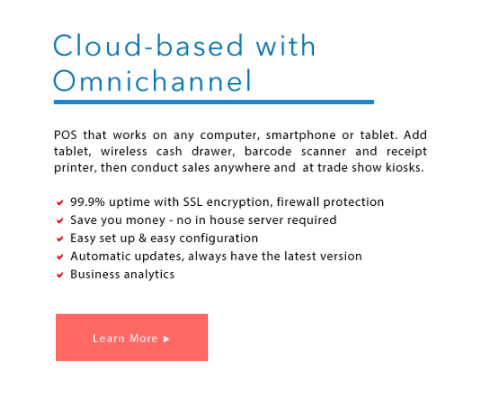 Cloud-based with
Omnichannel
POS that works on any computer, smartphone or tablet. Add
tablet, wireless cash drawer, barcode scanner and receipt
printer, then conduct sales anywhere and at trade show kiosks.
99.9% uptime with SSL encryption, firewall protection
Save you money - no in house server required
Easy set up & easy configuration
Automatic updates, always have the latest version
Business analytics
Learn More